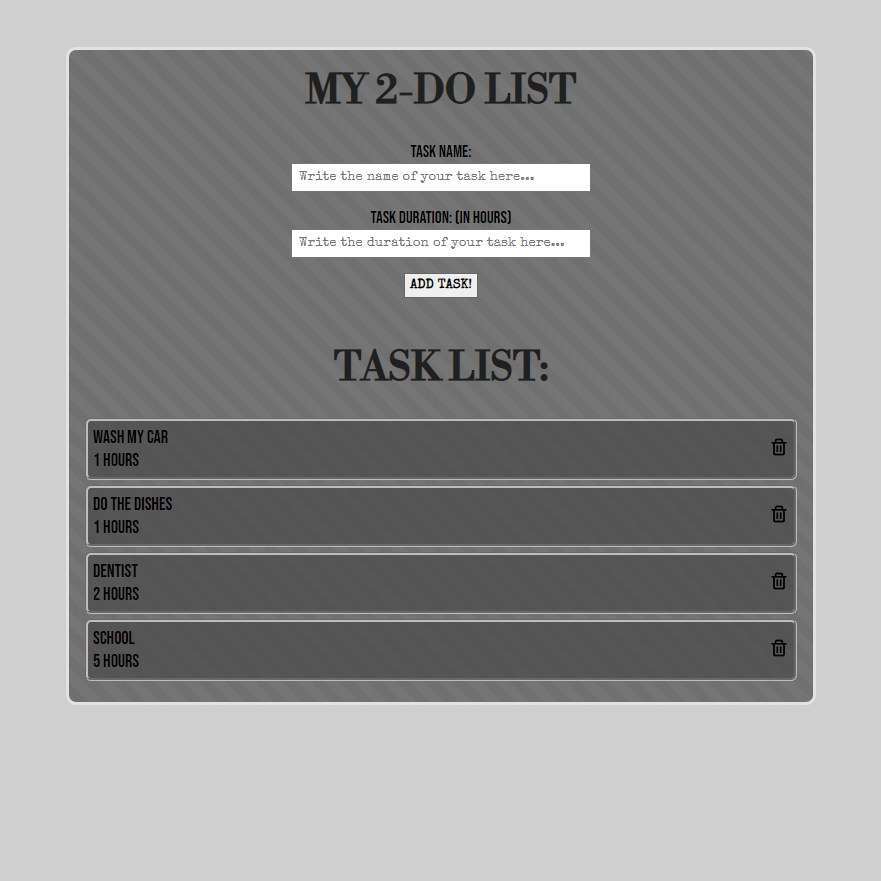 MY 2-DO LIST
TASK NAME:
Write the name of your task here...
TASK DURATION: (IN HOURS)
Write the duration of your task here...
ADD TASK!
TASK LIST:
WASH MY CAR
1 HOURS
DO THE DISHES
1 HOURS
DENTIST
2 HOURS
SCHOOL
5 HOURS